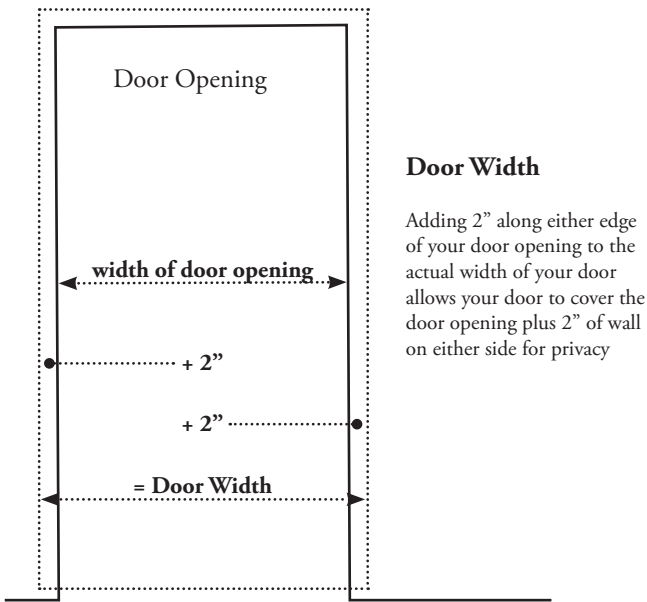 Door Opening
width of door opening
+ 2”
+ 2”
= Door Width
Door Width
Adding 2” along either edge
of your door opening to the
actual width of your door
allows your door to cover the
door opening plus 2” of wall
on either side for privacy